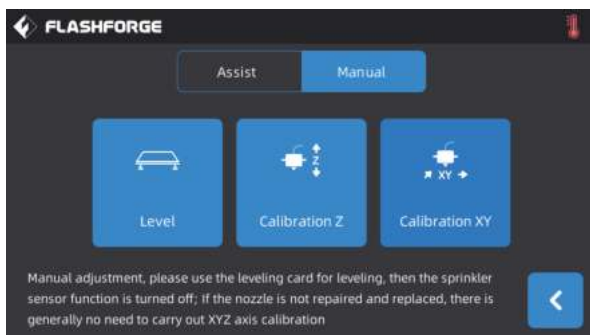 FLASHFORGE
Assist Manual
Z
XY
Level Calibration Z Calibration XY
Manual adjustment, please use the leveling card for leveling, then the sprinkler
sensor function is turned off; If the nozzle is not repaired and replaced, there is
generally no need to carry out XYZ axis calibration